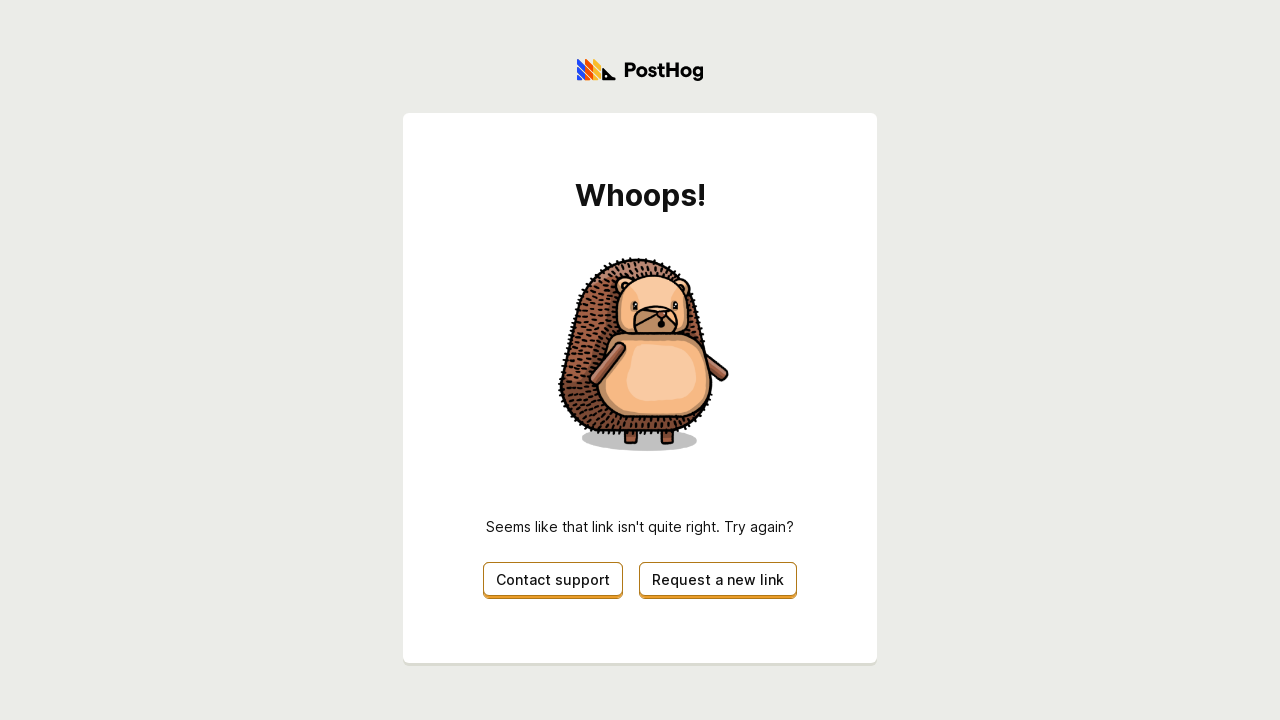 PostHog
Whoops!
Seems like that link isn't quite right. Try again?
Contact support
Request a new link